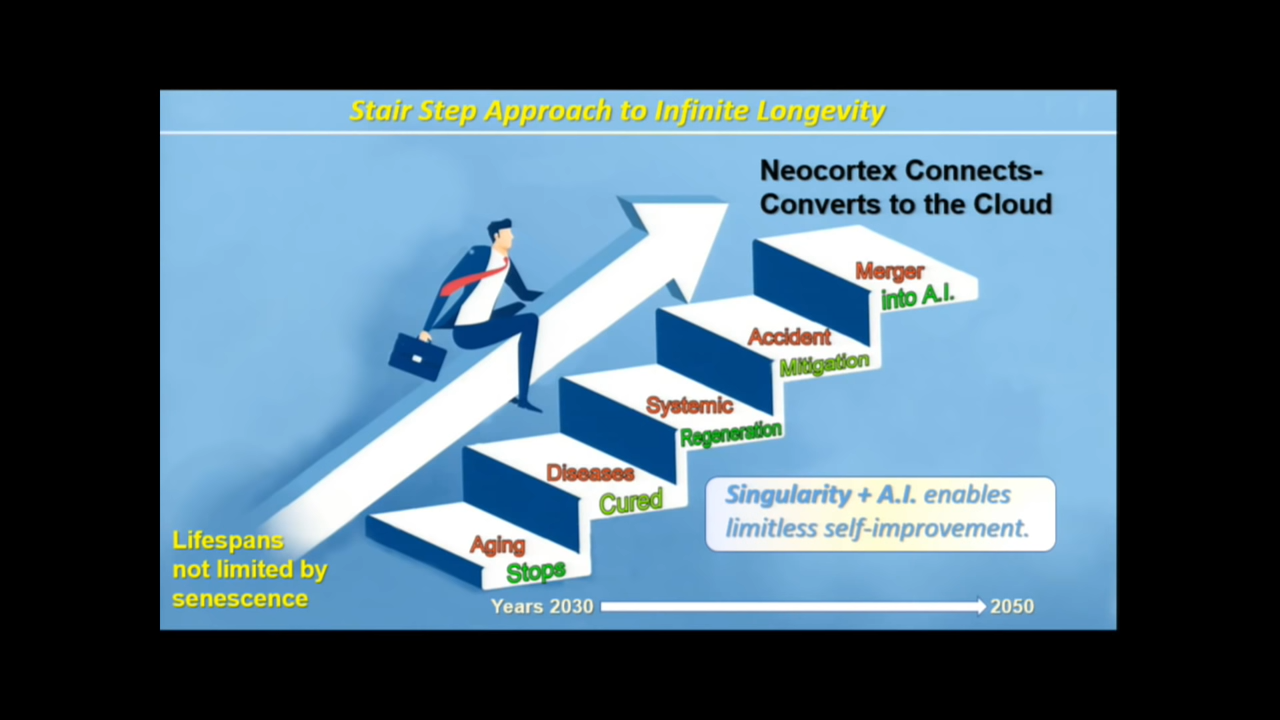 Stair Step Approach to Infinite Longevity
Neocortex Connects-
Converts to the Cloud
Merger
into A.I.
Accident
Mitigation
Systemic
Regeneration
Diseases
Cured
Aging
Stops
Singularity + A.I. enables
limitless self-improvement.
Lifespans
not limited by
senescence
Years 2030
2050